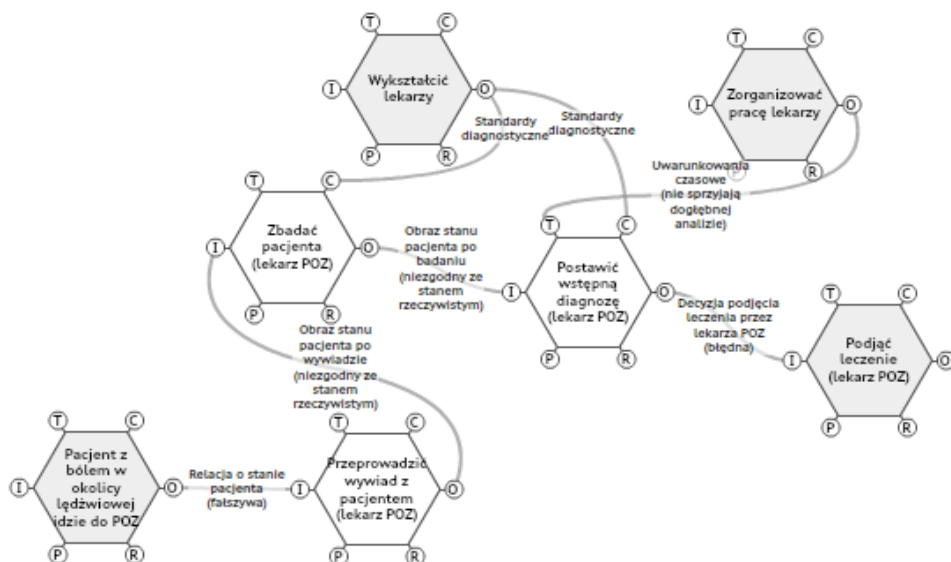 T
C
I
Wykształcić
lekarzy
O
P
R
T
C
I
Zorganizować
pracę lekarzy
O
P
R
Standardy
diagnostyczne
Standardy
diagnostyczne
Uwarunkowania
czasowe
(nie sprzyjają
dogłębnej
analizie)
T
C
I
Zbadać
pacjenta
(lekarz POZ)
O
P
R
Obraz stanu
pacjenta po
badaniu
(niezgodny ze
stanem
rzeczywistym)
T
C
I
Postawić
wstępną
diagnozę
(lekarz POZ)
O
P
R
Decyzja podjęcia
leczenia przez
lekarza POZ
(błędna)
T
C
I
Podjąć
leczenie
(lekarz POZ)
O
P
R
Obraz stanu
pacjenta po
wywiadzie
(niezgodny ze
stanem
rzeczywistym)
T
C
I
Pacjent z
bólem w
okolicy
lędźwiowej
idzie do POZ
O
P
R
Relacja o stanie
pacjenta
(fałszywa)
T
C
I
Przeprowadzić
wywiad z
pacjentem
(lekarz POZ)
O
P
R